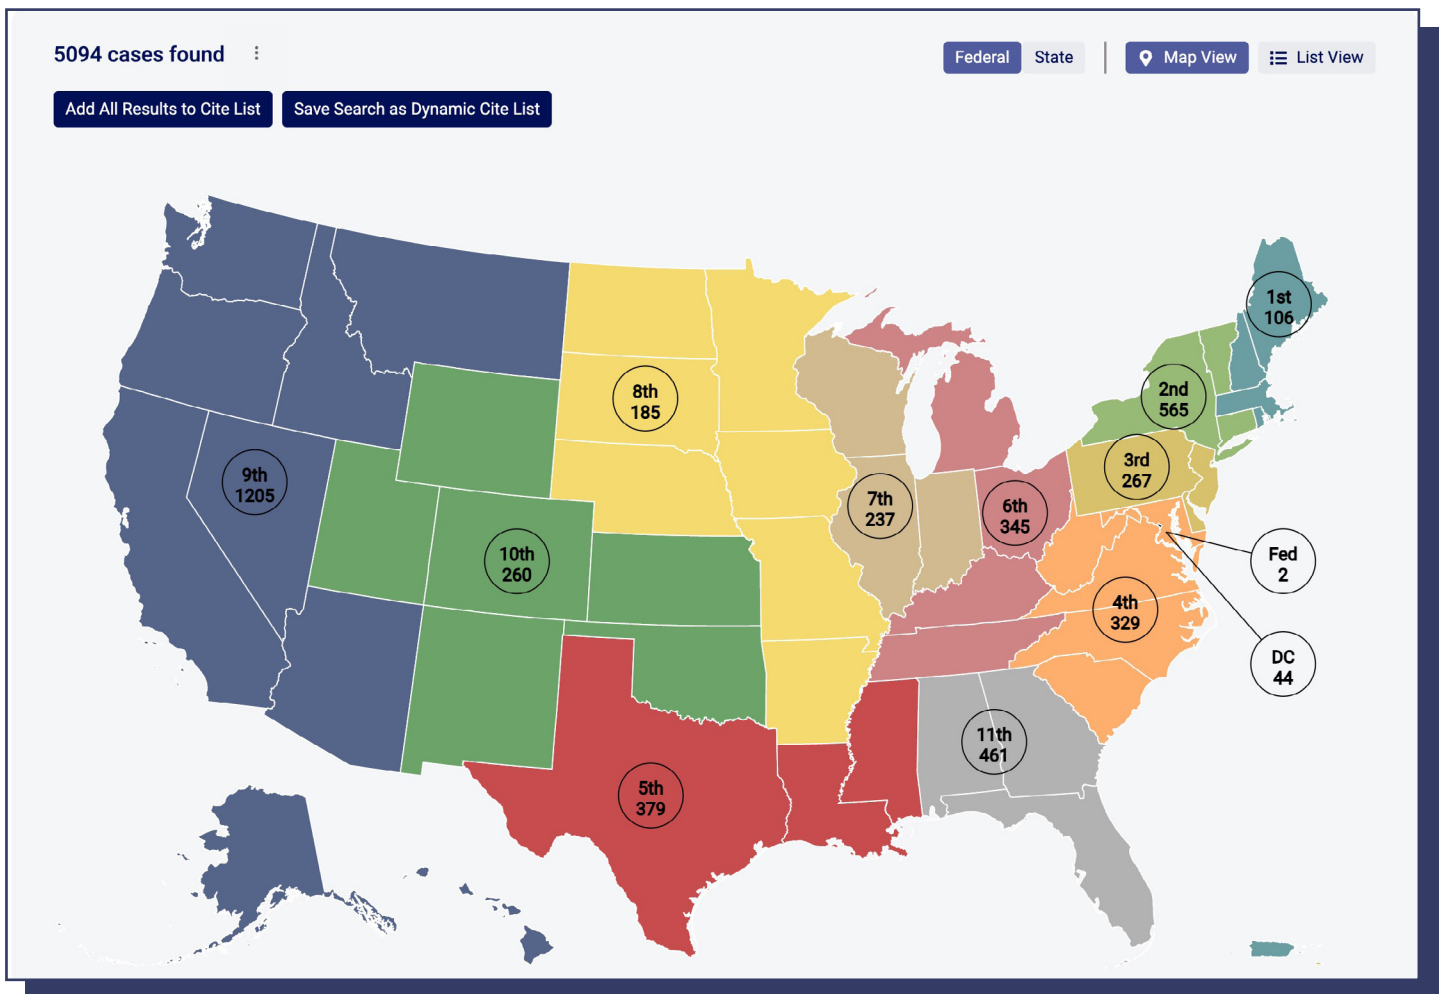 5094 cases found
Federal
State
Map View
List View
Add All Results to Cite List
Save Search as Dynamic Cite List
1st
106
2nd
565
8th
185
3rd
267
9th
1205
7th
237
6th
345
10th
260
Fed
2
4th
329
DC
44
11th
461
5th
379